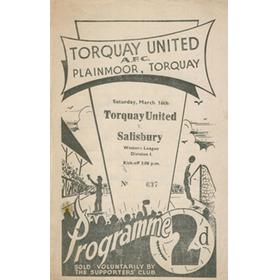 TORQUAY UNITED
A.F.C.
PLAINMOOR, TORQUAY
Saturday, March 16th
Torquay United
v
Salisbury
Western League
Division 1.
Kick-off 3.00 p.m.
No 637
Programme 2d
SOLD VOLUNTARILY BY
THE SUPPORTERS' CLUB